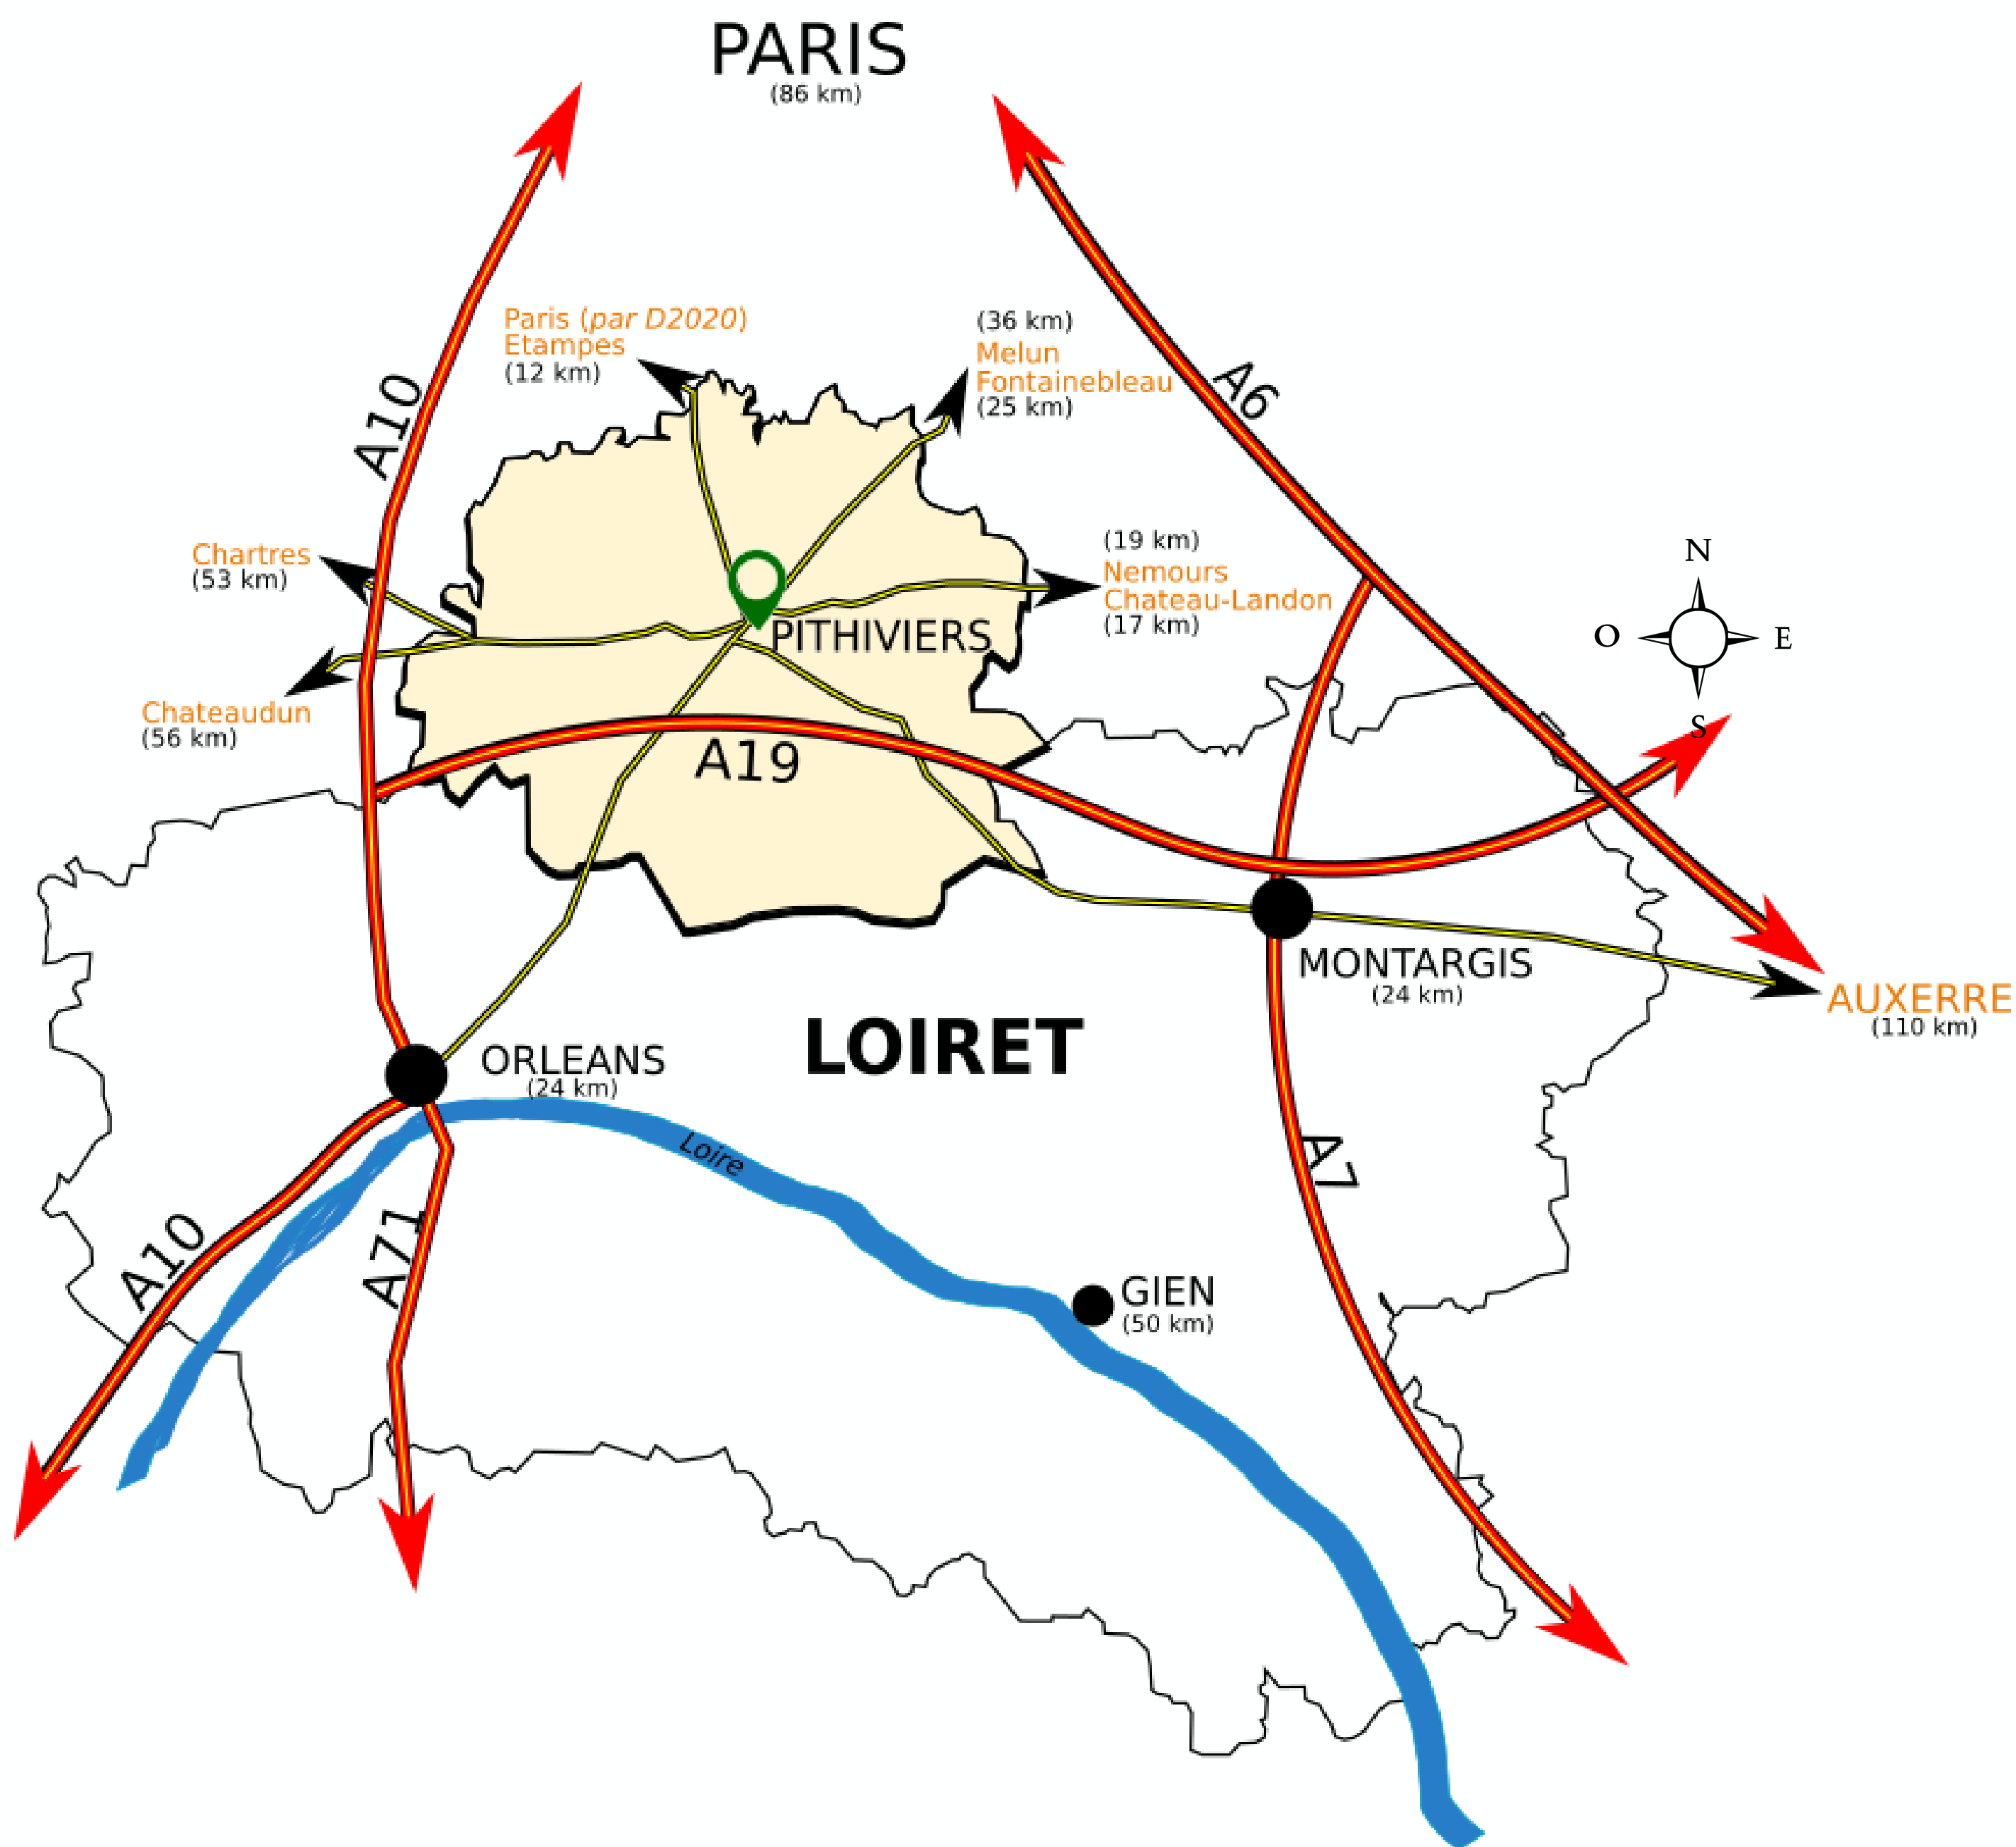 PARIS
(86 km)
Paris (par D2020)
Etampes
(12 km)
(36 km)
Melun
Fontainebleau
(25 km)
A10
A6
Chartres
(53 km)
(19 km)
Nemours
Chateau-Landon
(17 km)
N
O
E
S
PITHIVIERS
Chateaudun
(56 km)
A19
MONTARGIS
(24 km)
AUXERRE
(110 km)
LOIRET
ORLEANS
(24 km)
Loire
A7
A10
A71
GIEN
(50 km)